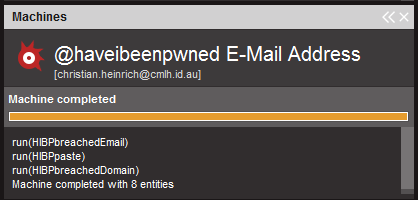 Machines
@haveibeenpwned E-Mail Address
[christian.heinrich@cmlh.id.au]
Machine completed
run(HIBPbreachedEmail)
run(HIBPpaste)
run(HIBPbreachedDomain)
Machine completed with 8 entities